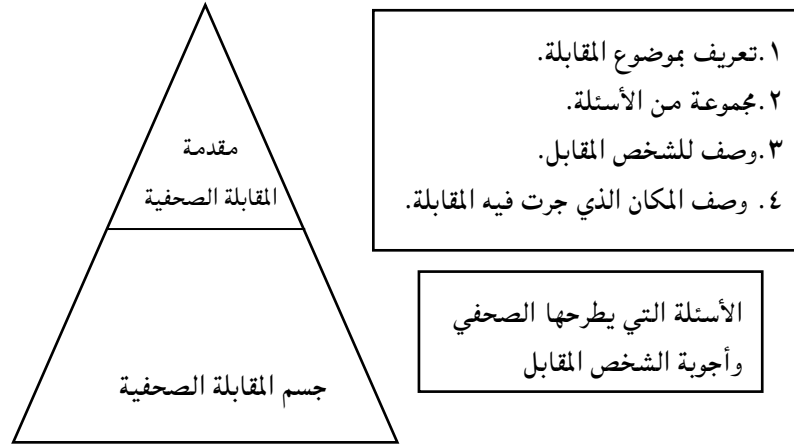 مقدمة
المقابلة الصحفية
١.تعريف بموضوع المقابلة.
٢.مجموعة من الأسئلة.
٣.وصف للشخص المقابل.
٤. وصف المكان الذي جرت فيه المقابلة.
جسم المقابلة الصحفية
الأسئلة التي يطرحها الصحفي
وأجوبة الشخص المقابل